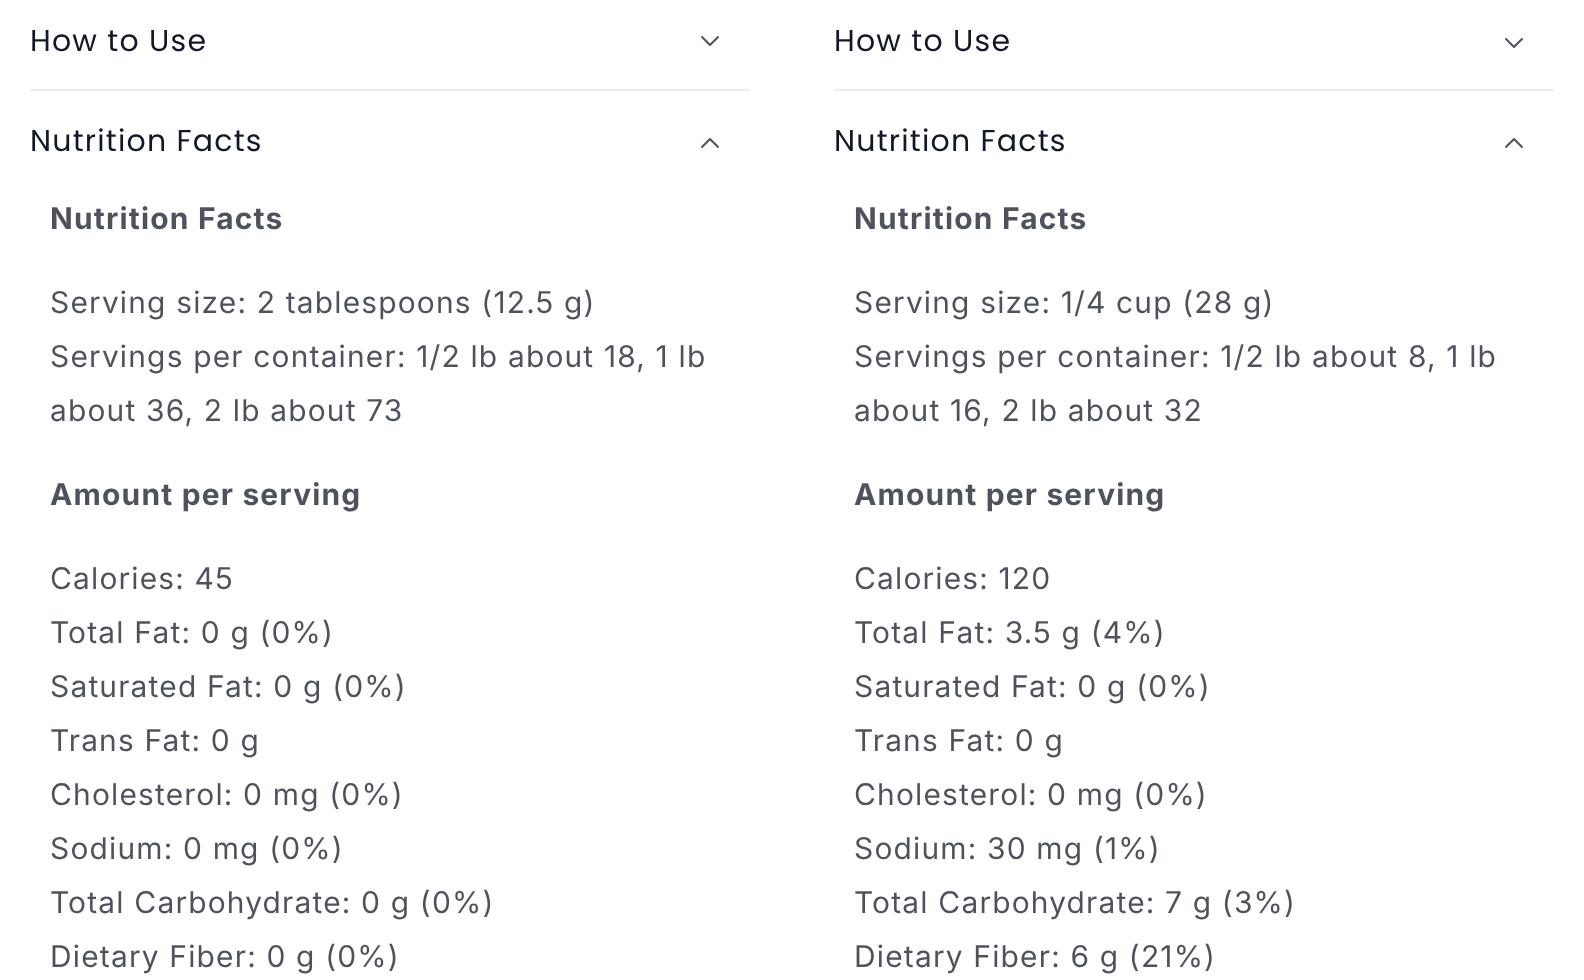 How to Use
Nutrition Facts
Nutrition Facts
Serving size: 2 tablespoons (12.5 g)
Servings per container: 1/2 lb about 18, 1 lb
about 36, 2 lb about 73
Amount per serving
Calories: 45
Total Fat: 0 g (0%)
Saturated Fat: 0 g (0%)
Trans Fat: 0 g
Cholesterol: 0 mg (0%)
Sodium: 0 mg (0%)
Total Carbohydrate: 0 g (0%)
Dietary Fiber: 0 g (0%)
How to Use
Nutrition Facts
Nutrition Facts
Serving size: 1/4 cup (28 g)
Servings per container: 1/2 lb about 8, 1 lb
about 16, 2 lb about 32
Amount per serving
Calories: 120
Total Fat: 3.5 g (4%)
Saturated Fat: 0 g (0%)
Trans Fat: 0 g
Cholesterol: 0 mg (0%)
Sodium: 30 mg (1%)
Total Carbohydrate: 7 g (3%)
Dietary Fiber: 6 g (21%)